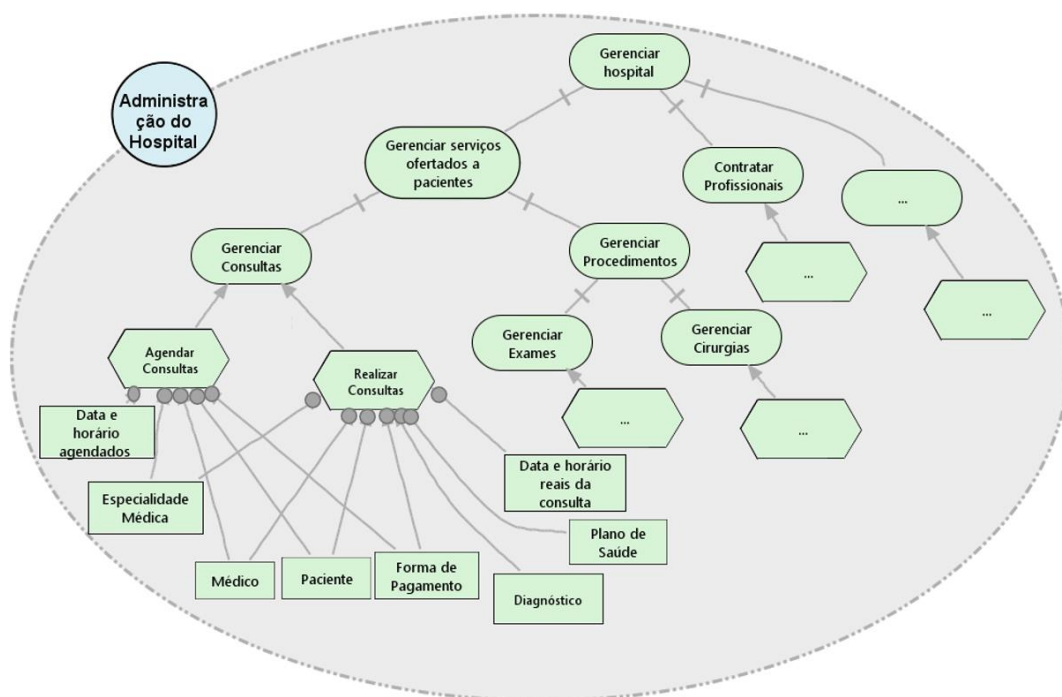 Gerenciar
hospital
Administra
ção do
Hospital
Gerenciar serviços
ofertados a
pacientes
Contratar
Profissionais
...
Gerenciar
Consultas
Gerenciar
Procedimentos
...
...
Agendar
Consultas
Realizar
Consultas
Gerenciar
Exames
Gerenciar
Cirurgias
...
...
Data e
horário
agendados
Data e horário
reais da
consulta
Especialidade
Médica
Plano de
Saúde
Médico
Paciente
Forma de
Pagamento
Diagnóstico